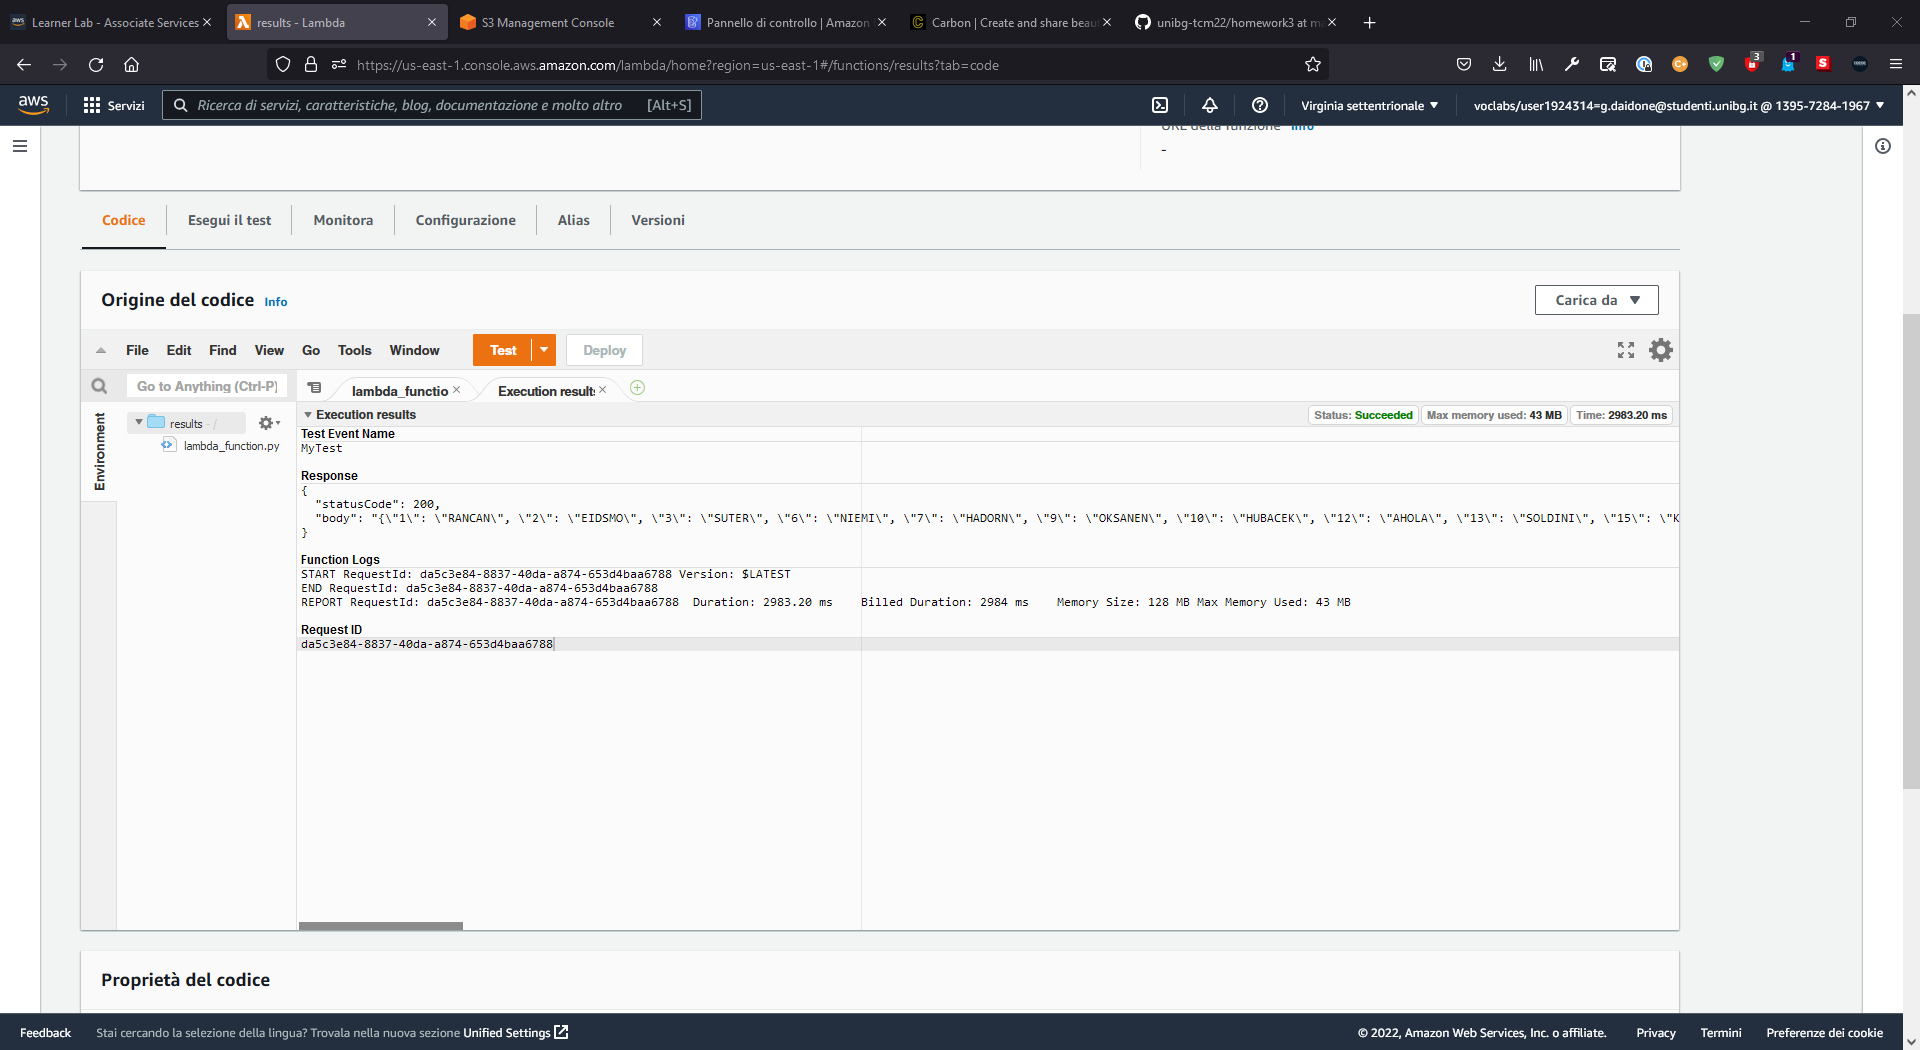 Learner Lab - Associate Services
results - Lambda
S3 Management Console
Pannello di controllo | Amazon
Carbon | Create and share beau
unibg-tcm22/homework3 at m
https://us-east-1.console.aws.amazon.com/lambda/home?region=us-east-1#/functions/results?tab=code
3
1
aws
Servizi
Ricerca di servizi, caratteristiche, blog, documentazione e molto altro
[Alt+S]
Virginia settentrionale
voclabs/user1924314=g.daidone@studenti.unibg.it @ 1395-7284-1967
URL della funzione Info
-
Codice
Esegui il test
Monitora
Configurazione
Alias
Versioni
Origine del codice Info
Carica da
File Edit Find View Go Tools Window
Test
Deploy
Go to Anything (Ctrl-P)
lambda_functio
Execution result
Environment
results - /
lambda_function.py
Execution results
Status: Succeeded
Max memory used: 43 MB
Time: 2983.20 ms
Test Event Name
MyTest
Response
{
"statusCode": 200,
"body": "{\"1\": \"RANCAN\", \"2\": \"EIDSMO\", \"3\": \"SUTER\", \"6\": \"NIEMI\", \"7\": \"HADORN\", \"9\": \"OKSANEN\", \"10\": \"HUBACEK\", \"12\": \"AHOLA\", \"13\": \"SOLDINI\", \"15\": \"K
}
Function Logs
START RequestId: da5c3e84-8837-40da-a874-653d4baa6788 Version: $LATEST
END RequestId: da5c3e84-8837-40da-a874-653d4baa6788
REPORT RequestId: da5c3e84-8837-40da-a874-653d4baa6788 Duration: 2983.20 ms Billed Duration: 2984 ms Memory Size: 128 MB Max Memory Used: 43 MB
Request ID
da5c3e84-8837-40da-a874-653d4baa6788
Proprietà del codice
Feedback
Stai cercando la selezione della lingua? Trovala nella nuova sezione Unified Settings
© 2022, Amazon Web Services, Inc. o affiliate.
Privacy
Termini
Preferenze dei cookie